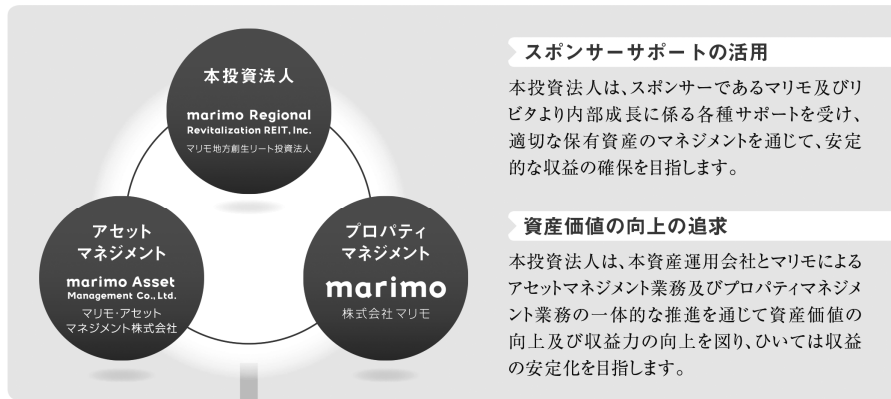 本投資法人
marimo Regional
Revitalization REIT, Inc.
マリモ地方創生リート投資法人
アセット
マネジメント
marimo Asset
Management Co., Ltd.
マリモ・アセット
マネジメント株式会社
プロパティ
マネジメント
marimo
株式会社マリモ
スポンサーサポートの活用
本投資法人は、スポンサーであるマリモ及びリ
ビタより内部成長に係る各種サポートを受け、
適切な保有資産のマネジメントを通じて、安定
的な収益の確保を目指します。
資産価値の向上の追求
本投資法人は、本資産運用会社とマリモによる
アセットマネジメント業務及びプロパティマネジメ
ント業務の一体的な推進を通じて資産価値の
向上及び収益力の向上を図り、ひいては収益
の安定化を目指します。